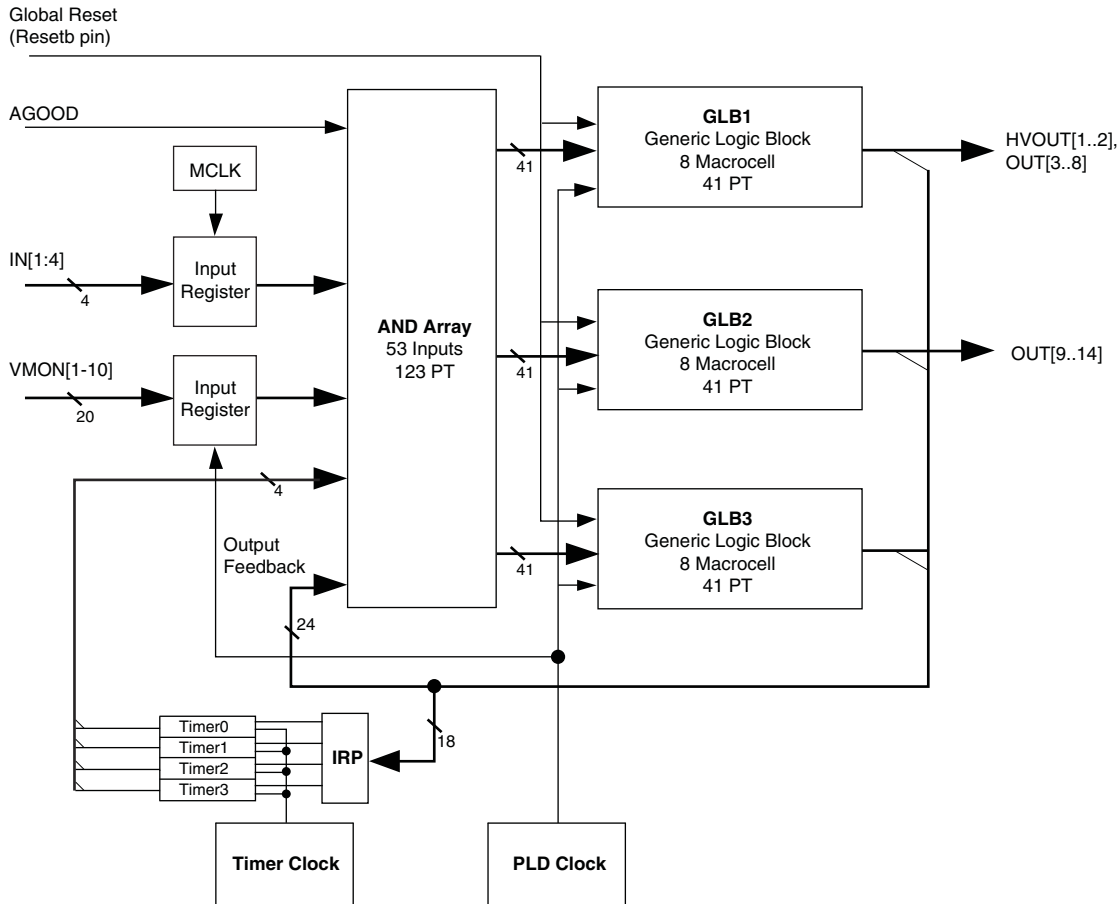 Global Reset
(Resetb pin)
AGOOD
MCLK
IN[1:4]
4
Input
Register
VMON[1-10]
20
Input
Register
AND Array
53 Inputs
123 PT
4
Output
Feedback
24
41
41
41
GLB1
Generic Logic Block
8 Macrocell
41 PT
GLB2
Generic Logic Block
8 Macrocell
41 PT
GLB3
Generic Logic Block
8 Macrocell
41 PT
HVOUT[1..2],
OUT[3..8]
OUT[9..14]
Timer0
Timer1
Timer2
Timer3
IRP
18
Timer Clock
PLD Clock